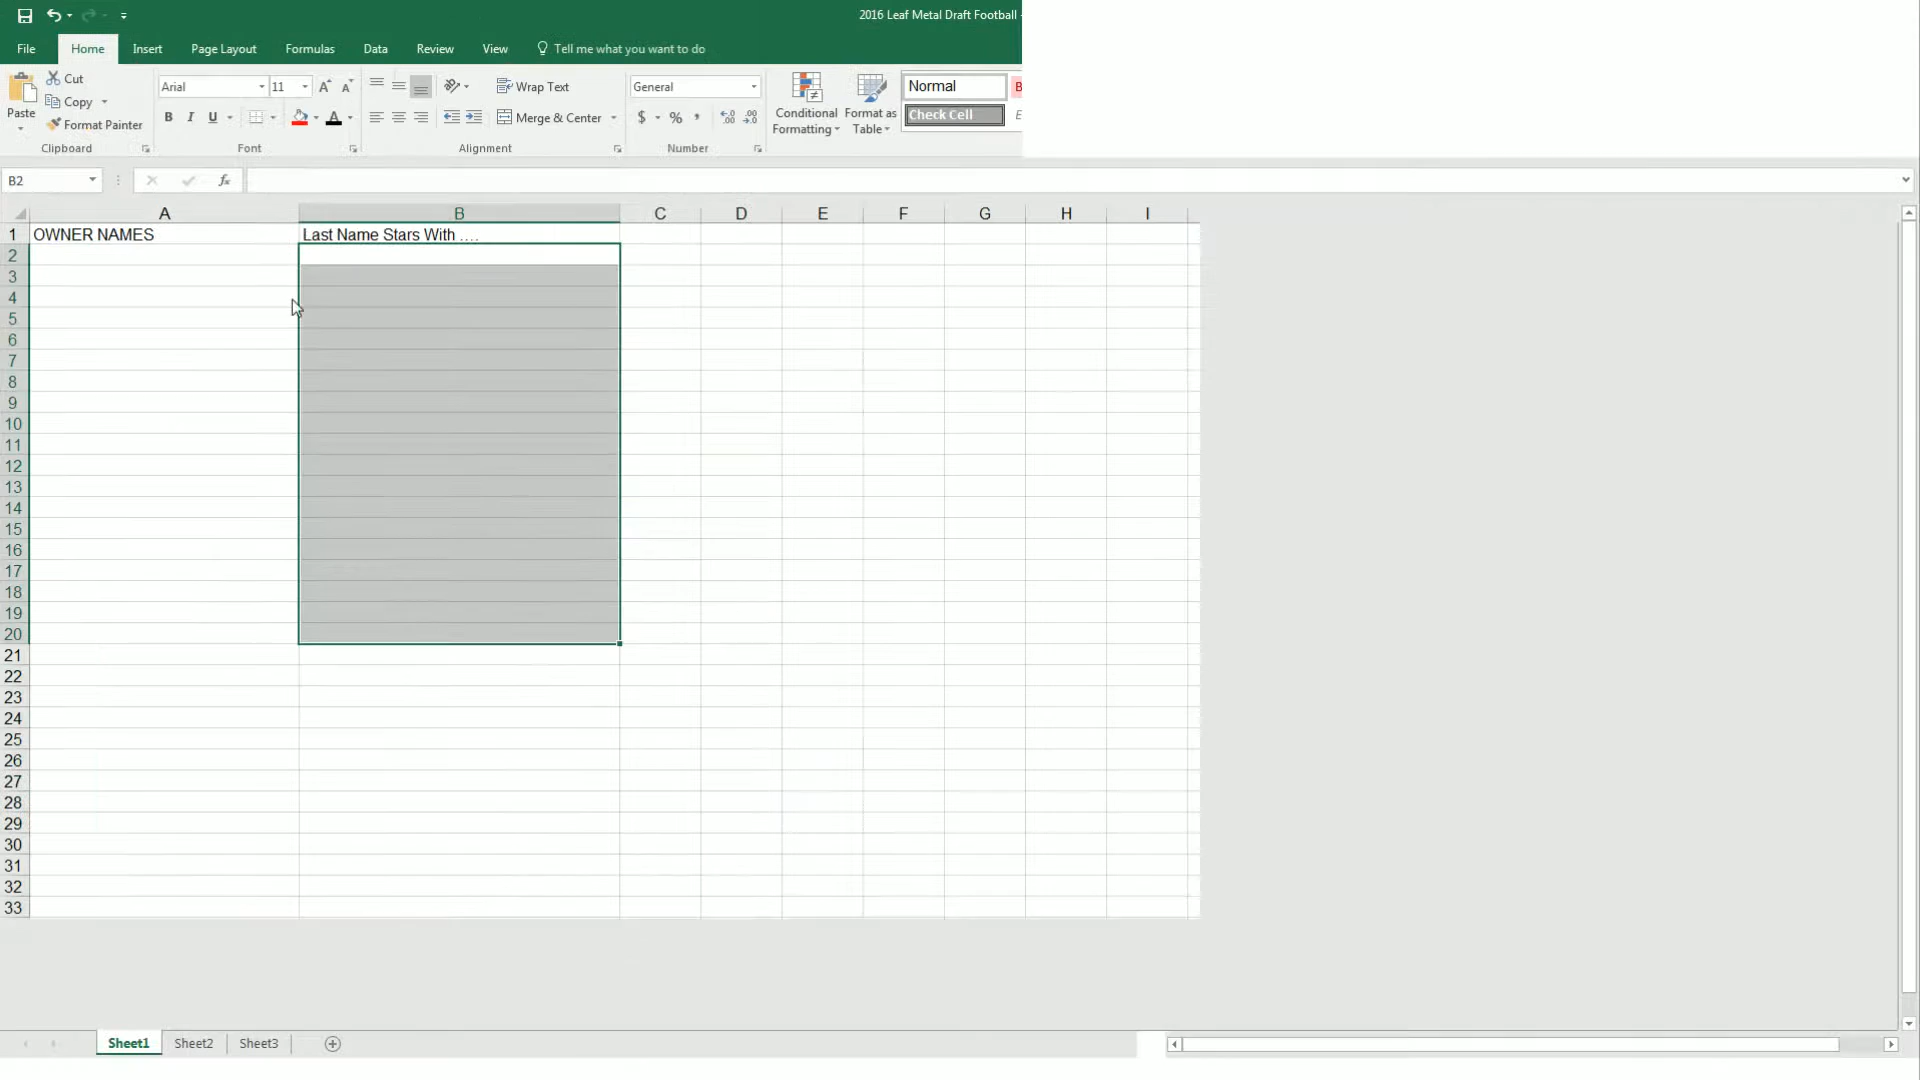 2016 Leaf Metal Draft Football -
File Home Insert Page Layout Formulas Data Review View Tell me what you want to do
Paste
Cut
Copy
Format Painter
Clipboard
Arial 11
B I U
Font
Wrap Text
Merge & Center
Alignment
General
$ % ,
Number
Conditional Formatting
Format as Table
Normal B
Check Cell E
B2 fx
A B C D E F G H I
1 OWNER NAMES Last Name Stars With ....
2
3
4
5
6
7
8
9
10
11
12
13
14
15
16
17
18
19
20
21
22
23
24
25
26
27
28
29
30
31
32
33
Sheet1 Sheet2 Sheet3